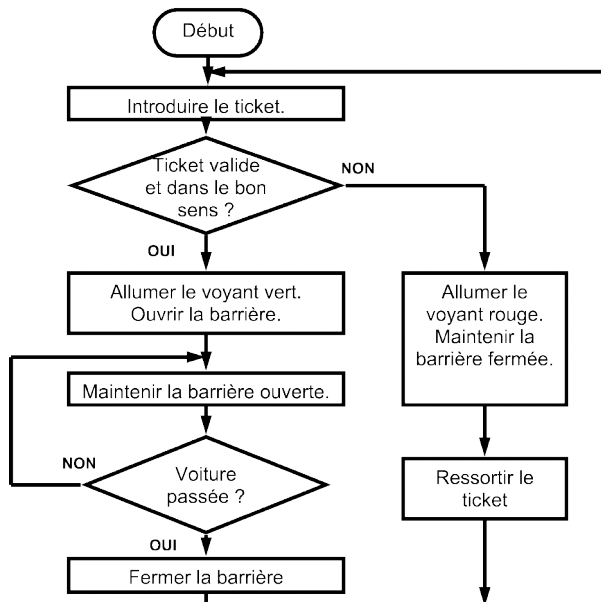 Début
Introduire le ticket.
Ticket valide
et dans le bon
sens ?
NON
OUI
Allumer le voyant vert.
Ouvrir la barrière.
Allumer le
voyant rouge.
Maintenir la
barrière fermée.
Maintenir la barrière ouverte.
NON
Voiture
passée ?
Ressortir le
ticket
OUI
Fermer la barrière